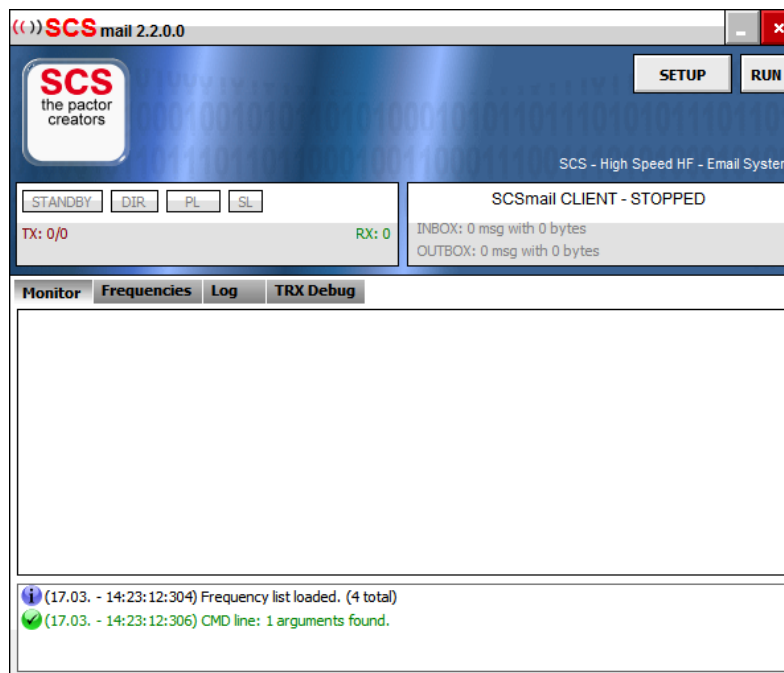 ((·)) SCS mail 2.2.0.0
SCS
the pactor
creators
SETUP
RUN
SCS - High Speed HF - Email System
STANDBY DIR PL SL
TX: 0/0 RX: 0
SCSmail CLIENT - STOPPED
INBOX: 0 msg with 0 bytes
OUTBOX: 0 msg with 0 bytes
Monitor Frequencies Log TRX Debug
(17.03. - 14:23:12:304) Frequency list loaded. (4 total)
(17.03. - 14:23:12:306) CMD line: 1 arguments found.